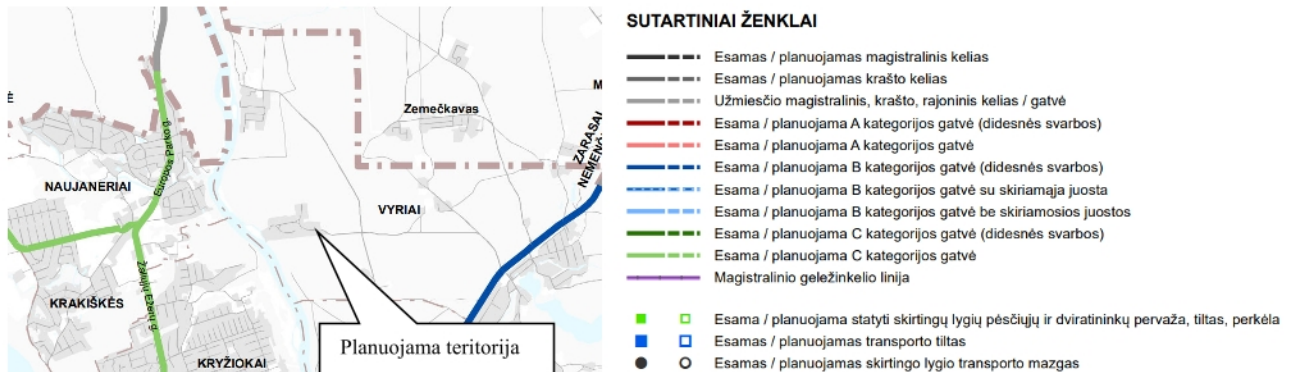 SUTARTINIAI ŽENKLAI
Esamas / planuojamas magistralinis kelias
Esamas / planuojamas krašto kelias
Užmiesčio magistralinis, krašto, rajoninis kelias / gatvė
Esama / planuojama A kategorijos gatvė (didesnės svarbos)
Esama / planuojama A kategorijos gatvė
Esama / planuojama B kategorijos gatvė (didesnės svarbos)
Esama / planuojama B kategorijos gatvė su skiriamąja juosta
Esama / planuojama B kategorijos gatvė be skiriamosios juostos
Esama / planuojama C kategorijos gatvė (didesnės svarbos)
Esama / planuojama C kategorijos gatvė
Magistralinio geležinkelio linija
Esama / planuojama statyti skirtingų lygių pėsčiųjų ir dviratininkų pervaža, tiltas, perkėla
Esamas / planuojamas transporto tiltas
Esamas / planuojamas skirtingo lygio transporto mazgas
Zemečkavas
ZARASAI
Europos Parko g.
NAUJANERIAI
VYRIAI
Žaliųjų Ežerų g.
KRAKIŠKĖS
KRYŽIOKAI
Planuojama teritorija